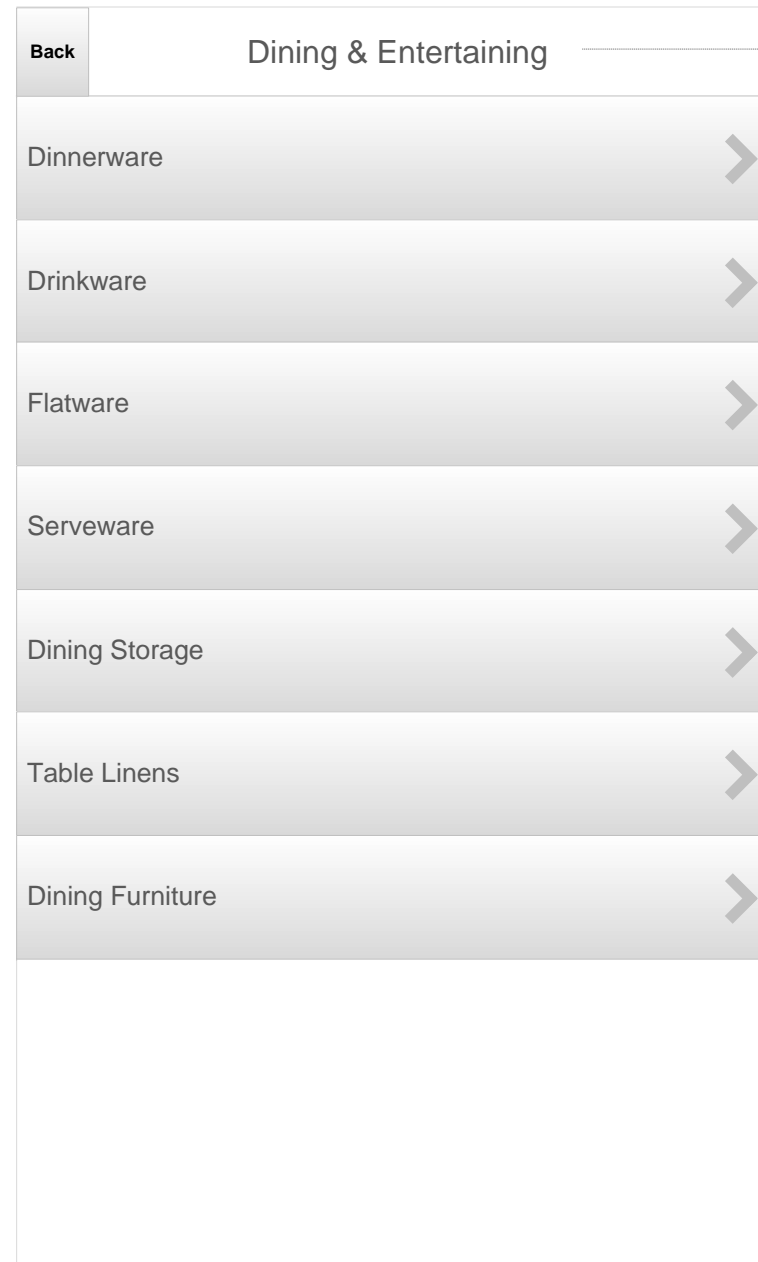 Back
Dining & Entertaining
Dinnerware
Drinkware
Flatware
Serveware
Dining Storage
Table Linens
Dining Furniture